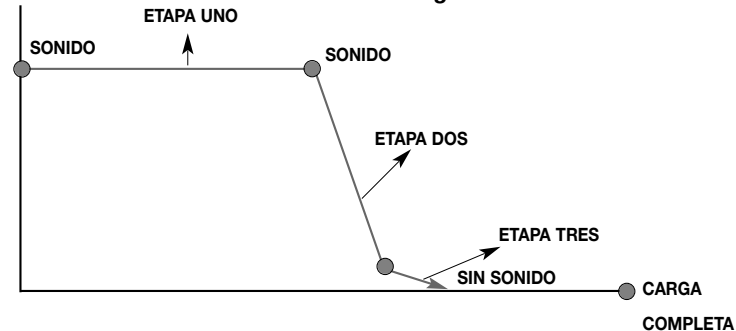 ETAPA UNO
SONIDO
SONIDO
ETAPA DOS
ETAPA TRES
SIN SONIDO
CARGA
COMPLETA